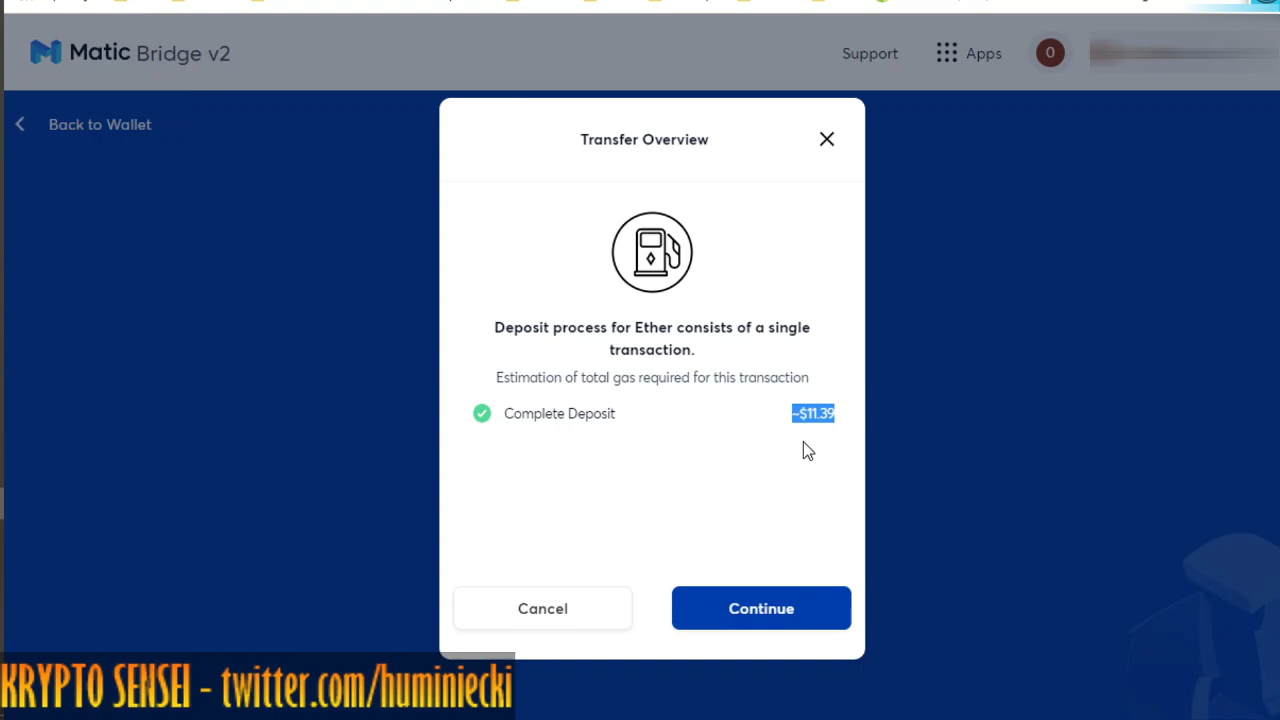 Matic Bridge v2
Support
Apps
0
Back to Wallet
Transfer Overview
Deposit process for Ether consists of a single
transaction.
Estimation of total gas required for this transaction
Complete Deposit
~$11.39
Cancel
Continue
KRYPTO SENSEI - twitter.com/huminiecki